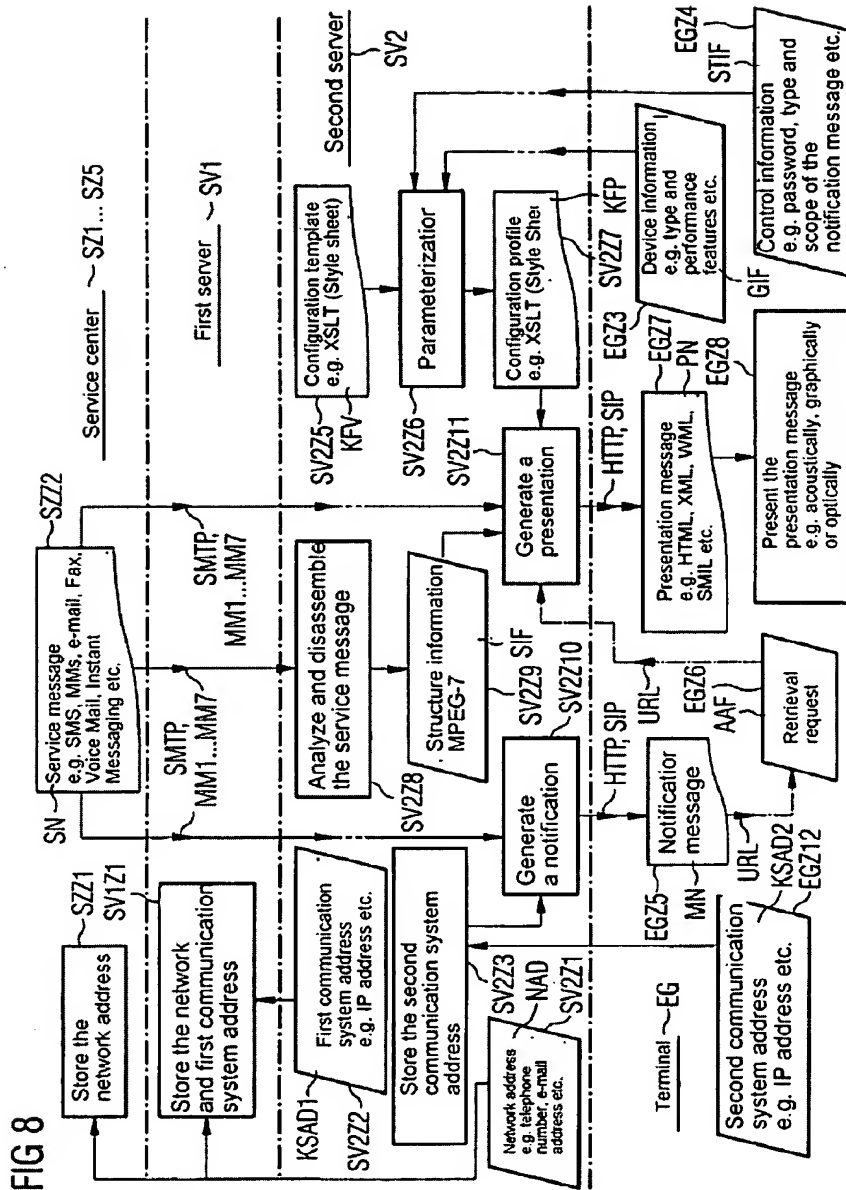 FIG 8
Service center
SZ1... SZ5
First server
SV1
Second server
SV2
Terminal
EG
Store the
network address
SZZ1
SN
Service message
e.g. SMS, MMs, e-mail, Fax,
Voice Mail, Instant
Messaging etc.
SZZ2
SMTP,
MM1...MM7
SMTP,
MM1...MM7
SMTP,
MM1...MM7
SV1Z1
Store the network
and first communication
system address
KSAD1
First communication
system address
e.g. IP address etc.
SV2Z2
Store the second
communication system
address
SV2Z3
NAD
Network address
e.g. telephone
number, e-mail
address etc.
SV2Z1
Analyze and disassemble
the service message
SV2Z8
Structure information
MPEG-7
SIF
SV2Z9
SV2Z10
Generate
a notification
Configuration template
e.g. XSLT (Style sheet)
SV2Z5
KFV
Parameterization
SV2Z6
Configuration profile
e.g. XSLT (Style She
KFP
SV2Z7
SV2Z11
Generate a
presentation
HTTP, SIP
HTTP, SIP
URL
URL
Second communication
system address
e.g. IP address etc.
KSAD2
EGZ12
EGZ5
Notification
message
MN
EGZ6
AAF
Retrieval
request
EGZ7
PN
Presentation message
e.g. HTML, XML, WML,
SMIL etc.
EGZ8
Present the
presentation message
e.g. acoustically, graphically
or optically
EGZ3
Device information
e.g. type and
performance
features etc.
GIF
EGZ4
STIF
Control information
e.g. password, type and
scope of the
notification message etc.